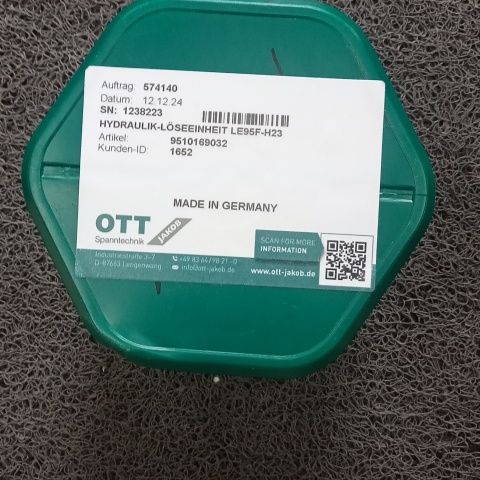 Auftrag: 574140
Datum: 12.12.24
SN: 1238223
HYDRAULIK-LÖSEEINHEIT LE95F-H23
Artikel: 9510169032
Kunden-ID: 1652
MADE IN GERMANY
OTT
JAKOB
Spanntechnik
SCAN FOR MORE
INFORMATION
Industriestraße 3-7
D-87663 Lengenwang
+49 83 64/98 21 -0
info@ott-jakob.de
www.ott-jakob.de